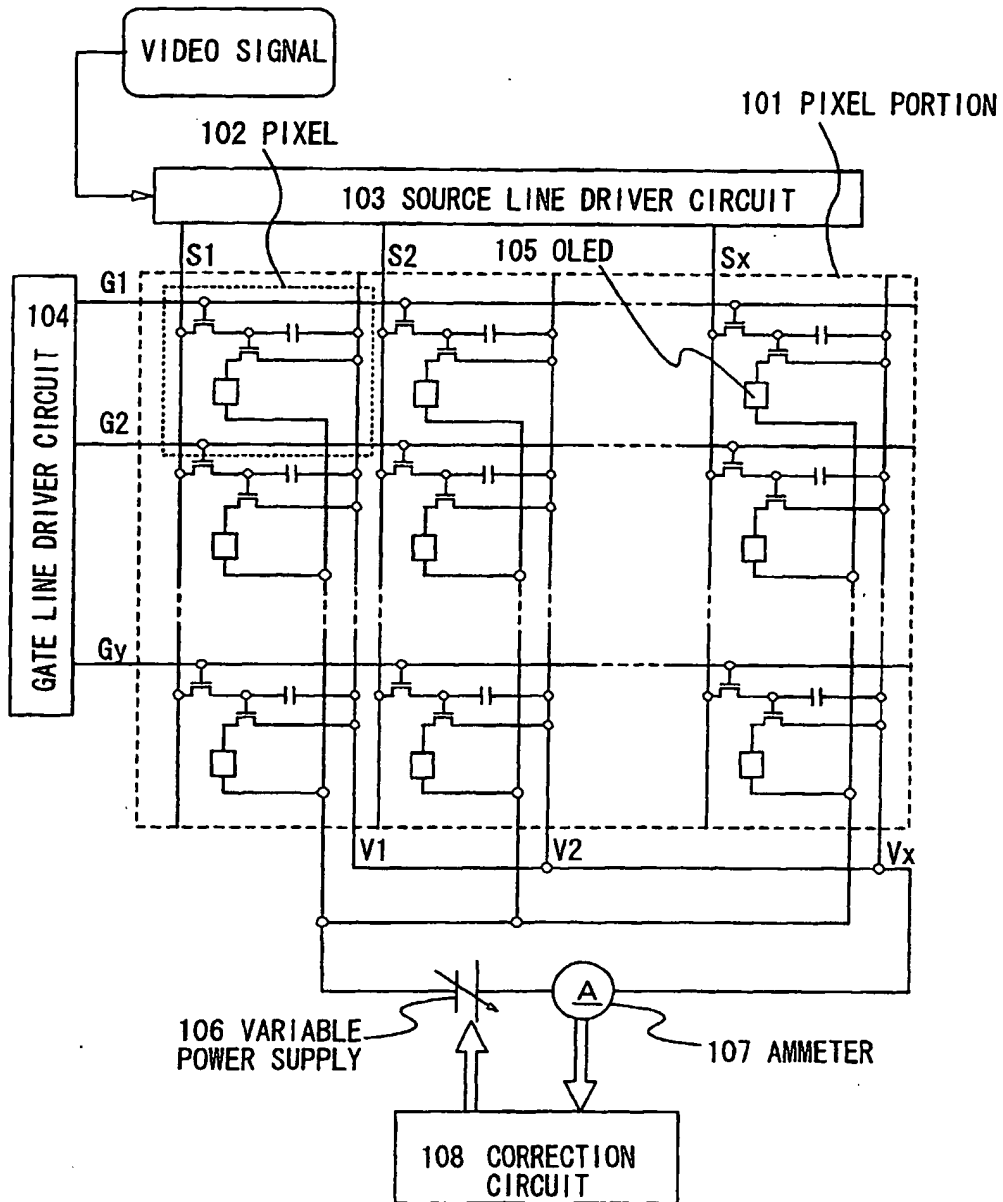 VIDEO SIGNAL
101 PIXEL PORTION
102 PIXEL
103 SOURCE LINE DRIVER CIRCUIT
S1
S2
105 OLED
Sx
G1
104
GATE LINE DRIVER CIRCUIT
G2
Gy
V1
V2
Vx
A
106 VARIABLE
POWER SUPPLY
107 AMMETER
108 CORRECTION
CIRCUIT